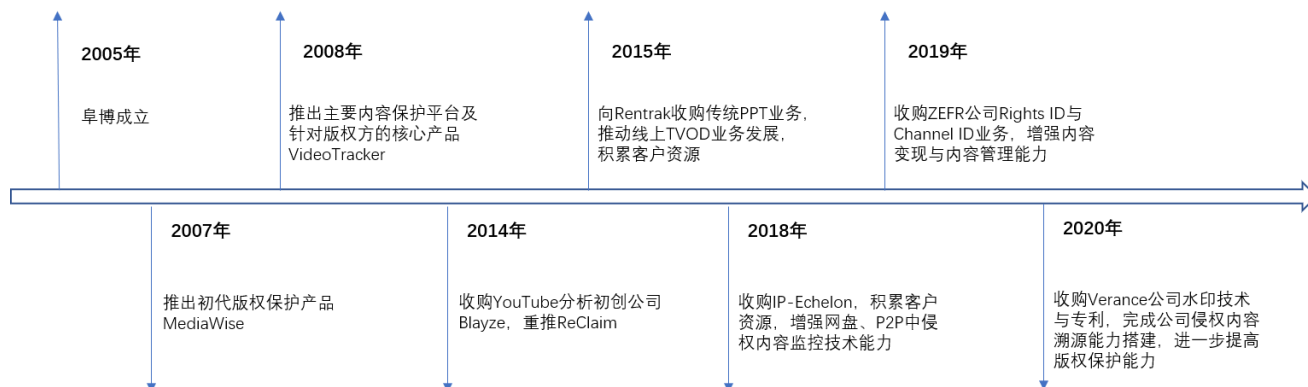 2005年
阜博成立
2008年
推出主要内容保护平台及
针对版权方的核心产品
VideoTracker
2015年
向Rentrak收购传统PPT业务，
推动线上TVOD业务发展，
积累客户资源
2019年
收购ZEFR公司Rights ID与
Channel ID业务，增强内容
变现与内容管理能力
2007年
推出初代版权保护产品
MediaWise
2014年
收购YouTube分析初创公司
Blayze，重推ReClaim
2018年
收购IP-Echelon，积累客户
资源，增强网盘、P2P中侵
权内容监控技术能力
2020年
收购Verance公司水印技术
与专利，完成公司侵权内容
溯源能力搭建，进一步提高
版权保护能力